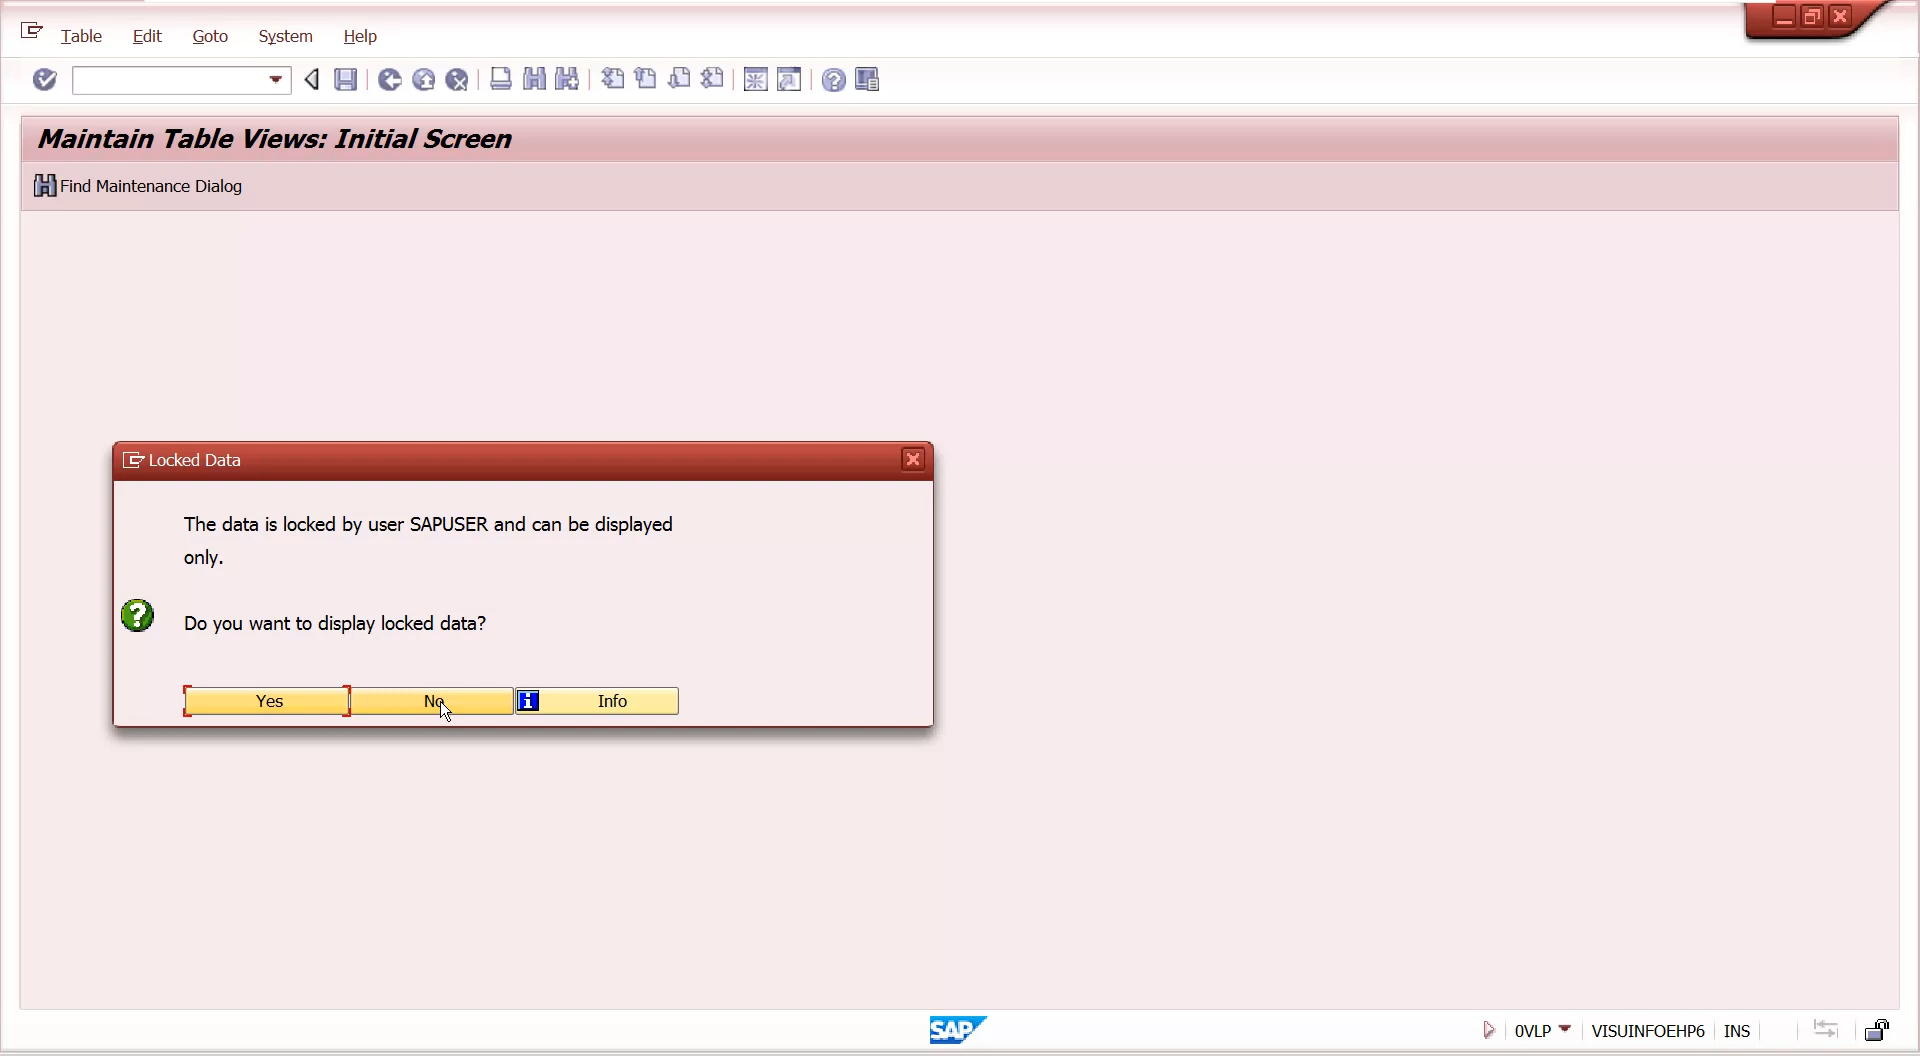 Table Edit Goto System Help
Maintain Table Views: Initial Screen
Find Maintenance Dialog
Locked Data
The data is locked by user SAPUSER and can be displayed
only.
Do you want to display locked data?
Yes No Info
SAP 0VLP VISUINFOEHP6 INS